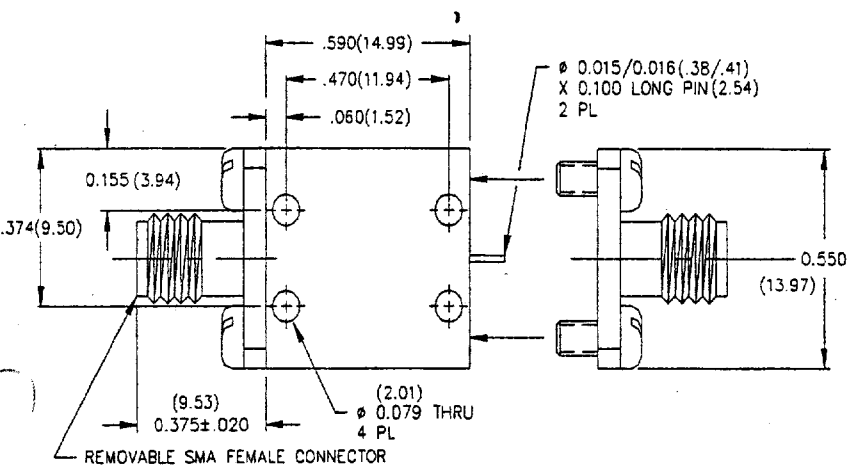 .590(14.99)
.470(11.94)
.060(1.52)
ø 0.015/0.016(.38/.41)
X 0.100 LONG PIN(2.54)
2 PL
0.155(3.94)
.374(9.50)
0.550
(13.97)
(9.53)
0.375±.020
(2.01)
ø 0.079 THRU
4 PL
REMOVABLE SMA FEMALE CONNECTOR